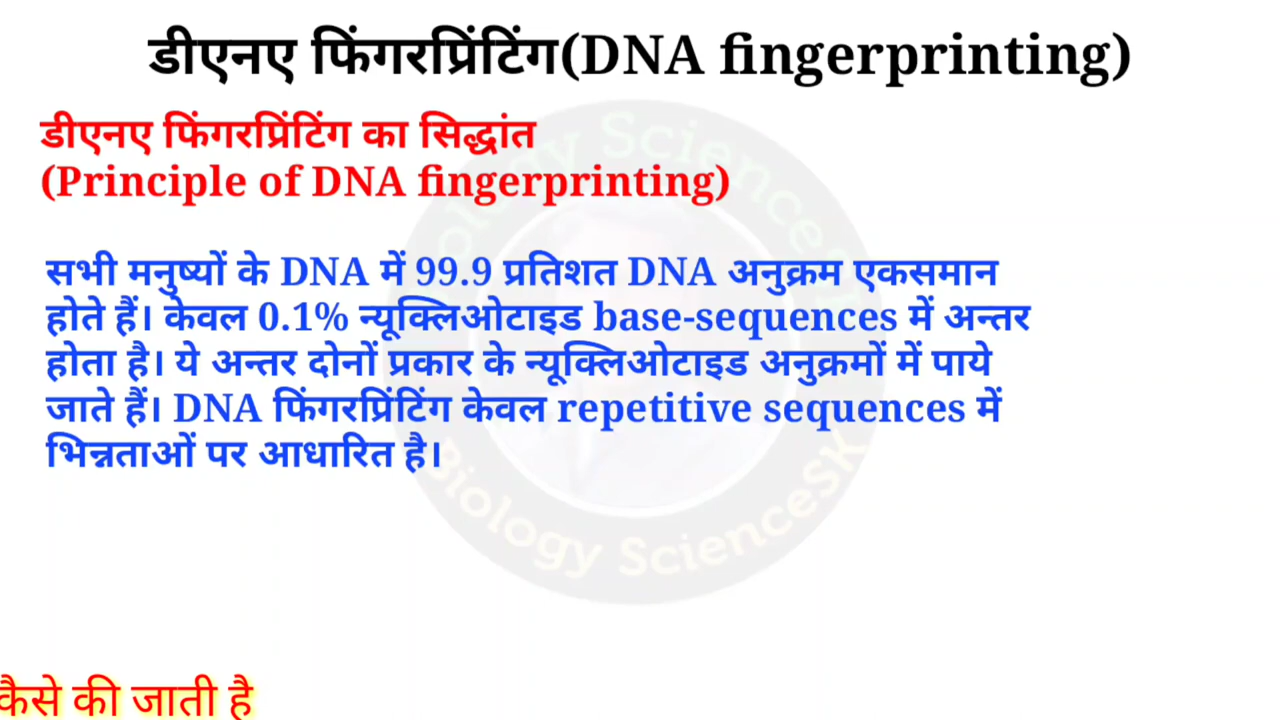 डीएनए फिंगरप्रिंटिंग(DNA fingerprinting)
डीएनए फिंगरप्रिंटिंग का सिद्धांत
(Principle of DNA fingerprinting)
सभी मनुष्यों के DNA में 99.9 प्रतिशत DNA अनुक्रम एकसमान
होते हैं। केवल 0.1% न्यूक्लिओटाइड base-sequences में अन्तर
होता है। ये अन्तर दोनों प्रकार के न्यूक्लिओटाइड अनुक्रमों में पाये
जाते हैं। DNA फिंगरप्रिंटिंग केवल repetitive sequences में
भिन्नताओं पर आधारित है।
Biology ScienceSK
कैसे की जाती है